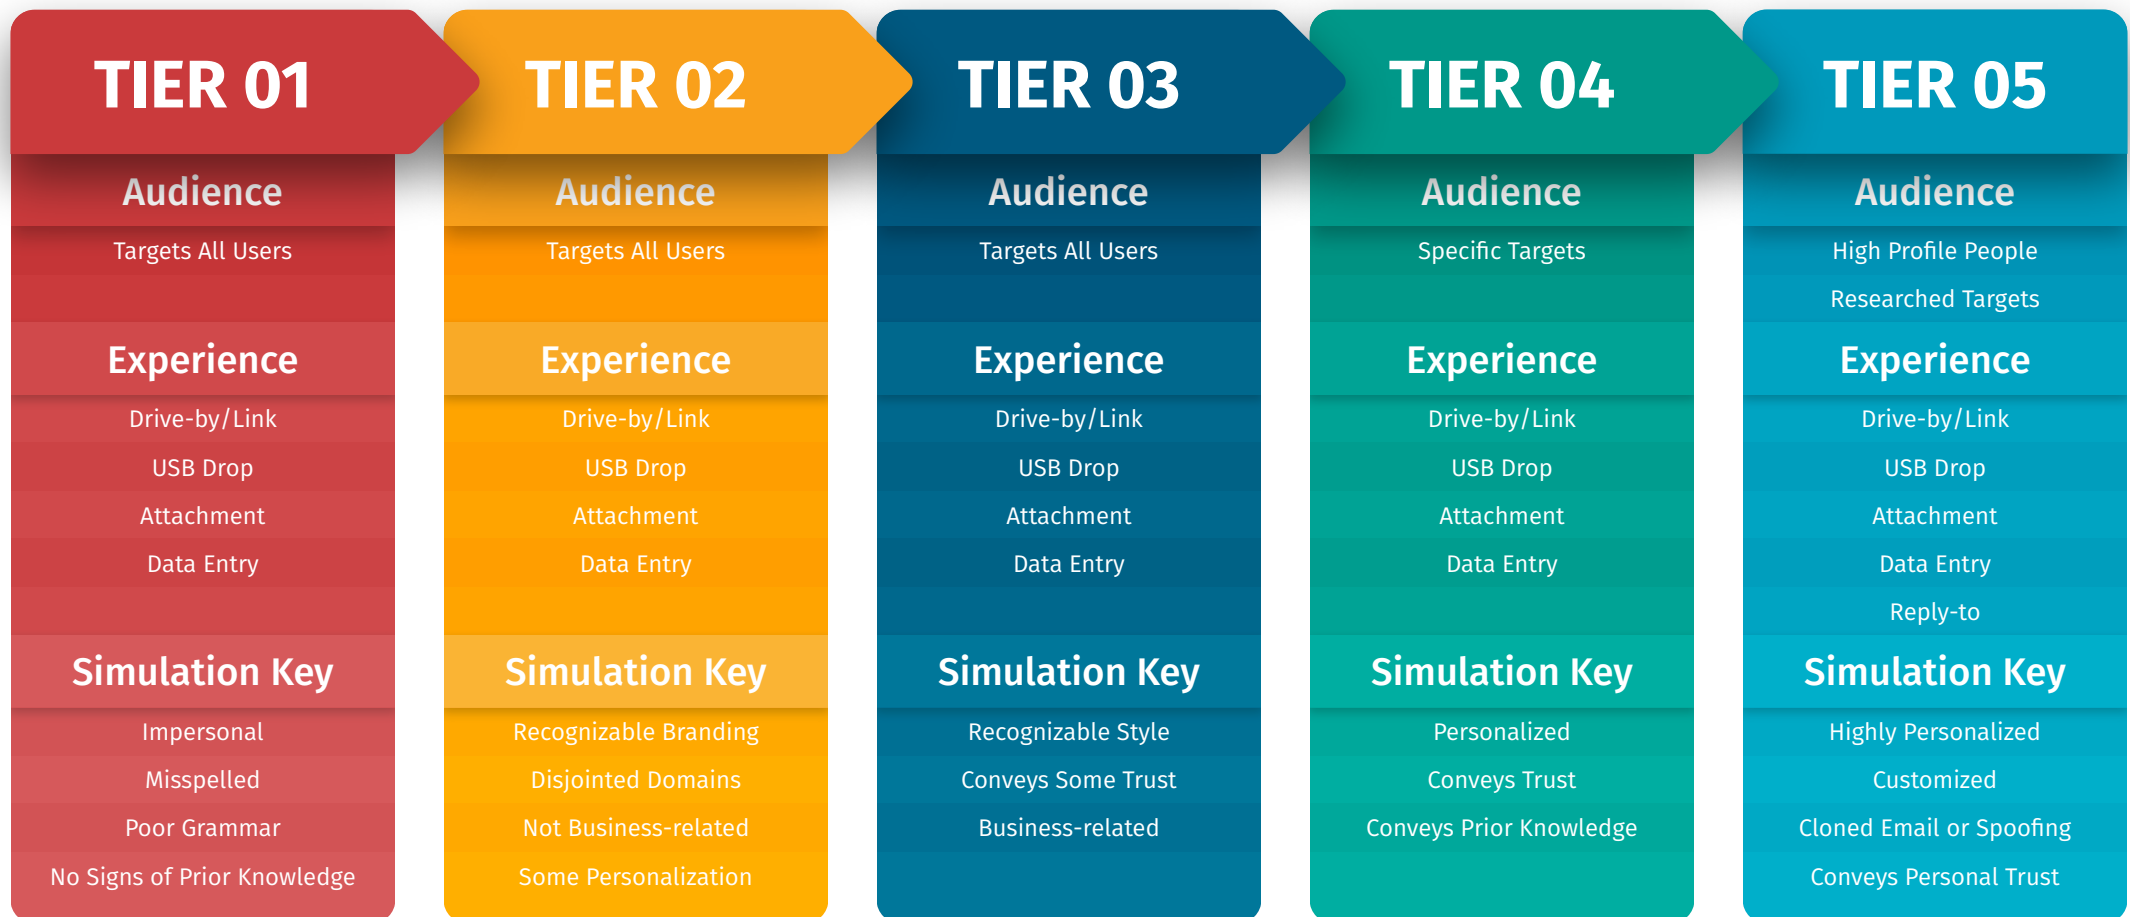 TIER 01
Audience
Targets All Users
Experience
Drive-by/Link
USB Drop
Attachment
Data Entry
Simulation Key
Impersonal
Misspelled
Poor Grammar
No Signs of Prior Knowledge
TIER 02
Audience
Targets All Users
Experience
Drive-by/Link
USB Drop
Attachment
Data Entry
Simulation Key
Recognizable Branding
Disjointed Domains
Not Business-related
Some Personalization
TIER 03
Audience
Targets All Users
Experience
Drive-by/Link
USB Drop
Attachment
Data Entry
Simulation Key
Recognizable Style
Conveys Some Trust
Business-related
TIER 04
Audience
Specific Targets
Experience
Drive-by/Link
USB Drop
Attachment
Data Entry
Simulation Key
Personalized
Conveys Trust
Conveys Prior Knowledge
TIER 05
Audience
High Profile People
Researched Targets
Experience
Drive-by/Link
USB Drop
Attachment
Data Entry
Reply-to
Simulation Key
Highly Personalized
Customized
Cloned Email or Spoofing
Conveys Personal Trust